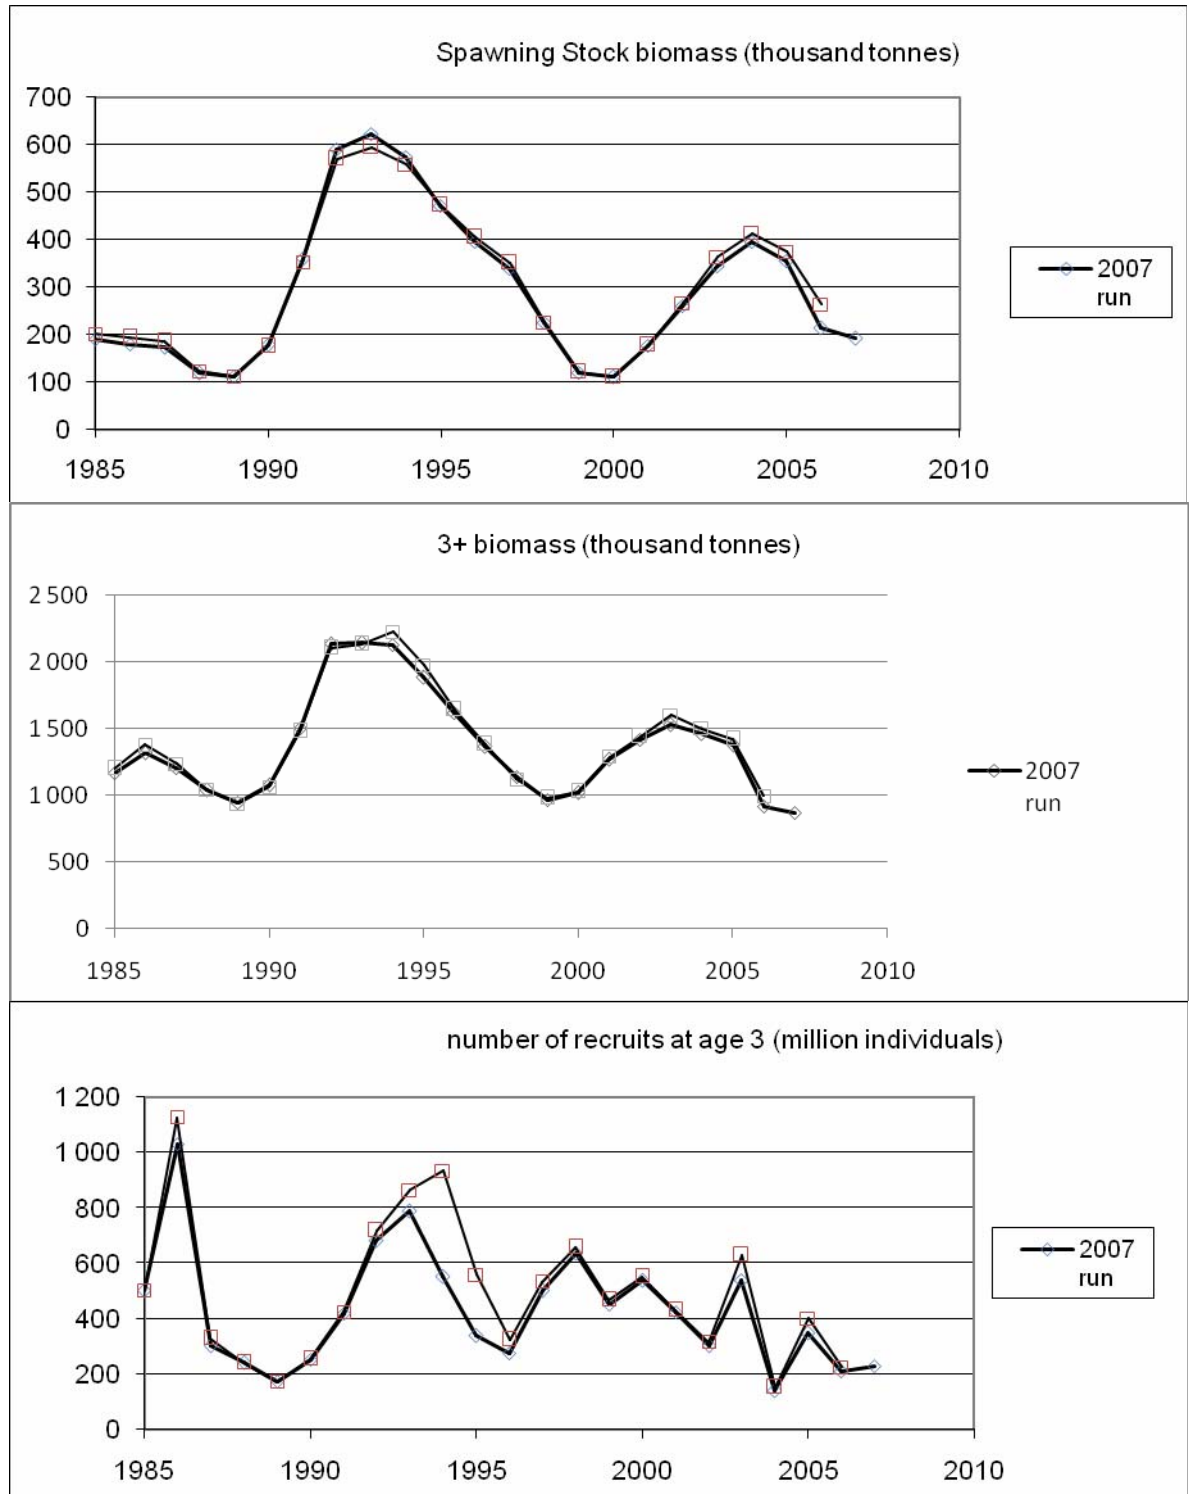 Spawning Stock biomass (thousand tonnes)
700
600
500
400
300
200
100
0
1985 1990 1995 2000 2005 2010
2007
run
3+ biomass (thousand tonnes)
2 500
2 000
1 500
1 000
500
0
1985 1990 1995 2000 2005 2010
2007
run
number of recruits at age 3 (million individuals)
1 200
1 000
800
600
400
200
0
1985 1990 1995 2000 2005 2010
2007
run